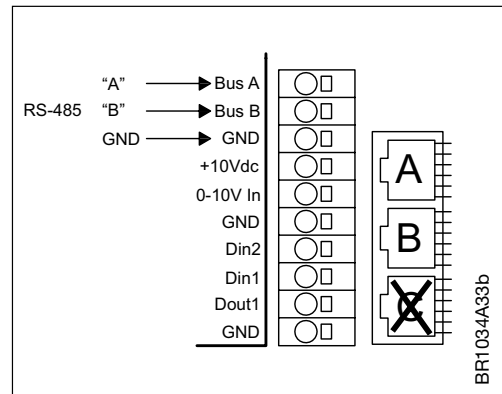 “A” Bus A
RS-485 “B” Bus B
GND GND
+10Vdc
0-10V In
GND
Din2
Din1
Dout1
GND
A
B
C
BR1034A33b